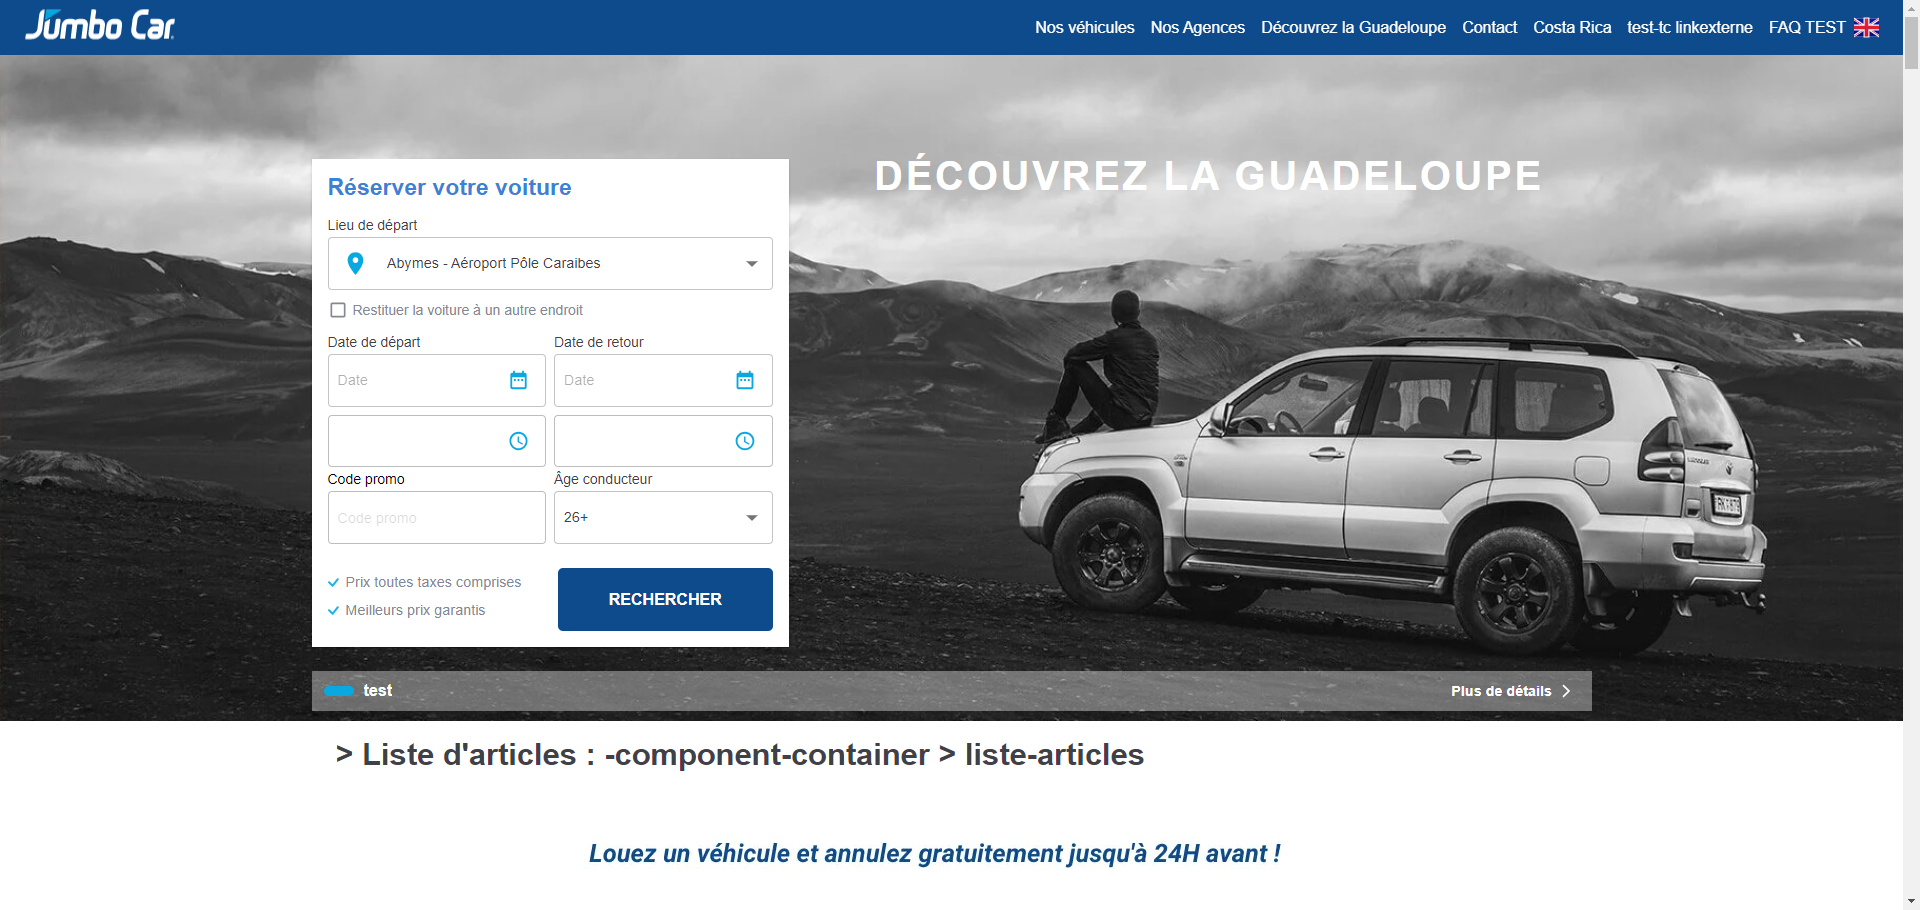 Jumbo Car
Nos véhicules Nos Agences Découvrez la Guadeloupe Contact Costa Rica test-tc linkexterne FAQ TEST
DÉCOUVREZ LA GUADELOUPE
Réserver votre voiture
Lieu de départ
Abymes - Aéroport Pôle Caraibes
Restituer la voiture à un autre endroit
Date de départ Date de retour
Date Date
Code promo Âge conducteur
Code promo 26+
Prix toutes taxes comprises
Meilleurs prix garantis
RECHERCHER
test Plus de détails
> Liste d'articles : -component-container > liste-articles
Louez un véhicule et annulez gratuitement jusqu'à 24H avant !